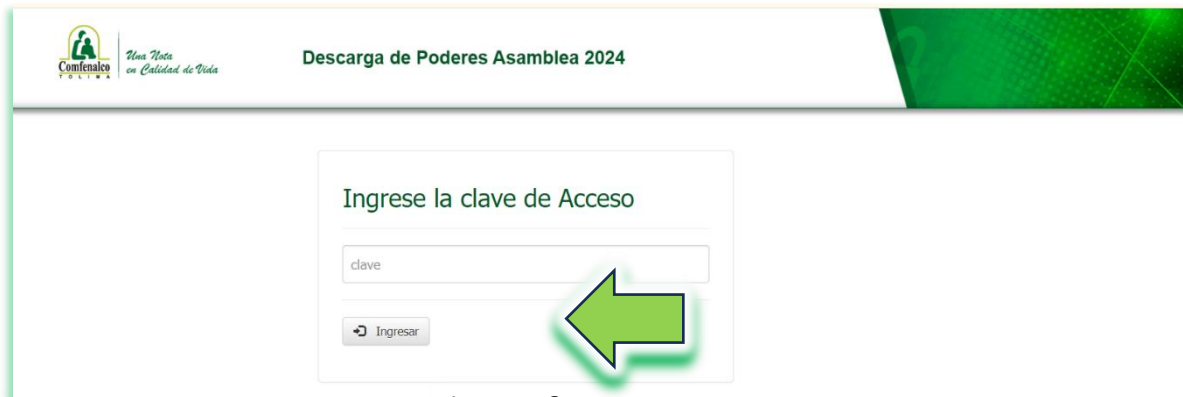 Comfenalco
TOLIMA
Una Nota
en Calidad de Vida
Descarga de Poderes Asamblea 2024
Ingrese la clave de Acceso
clave
Ingresar